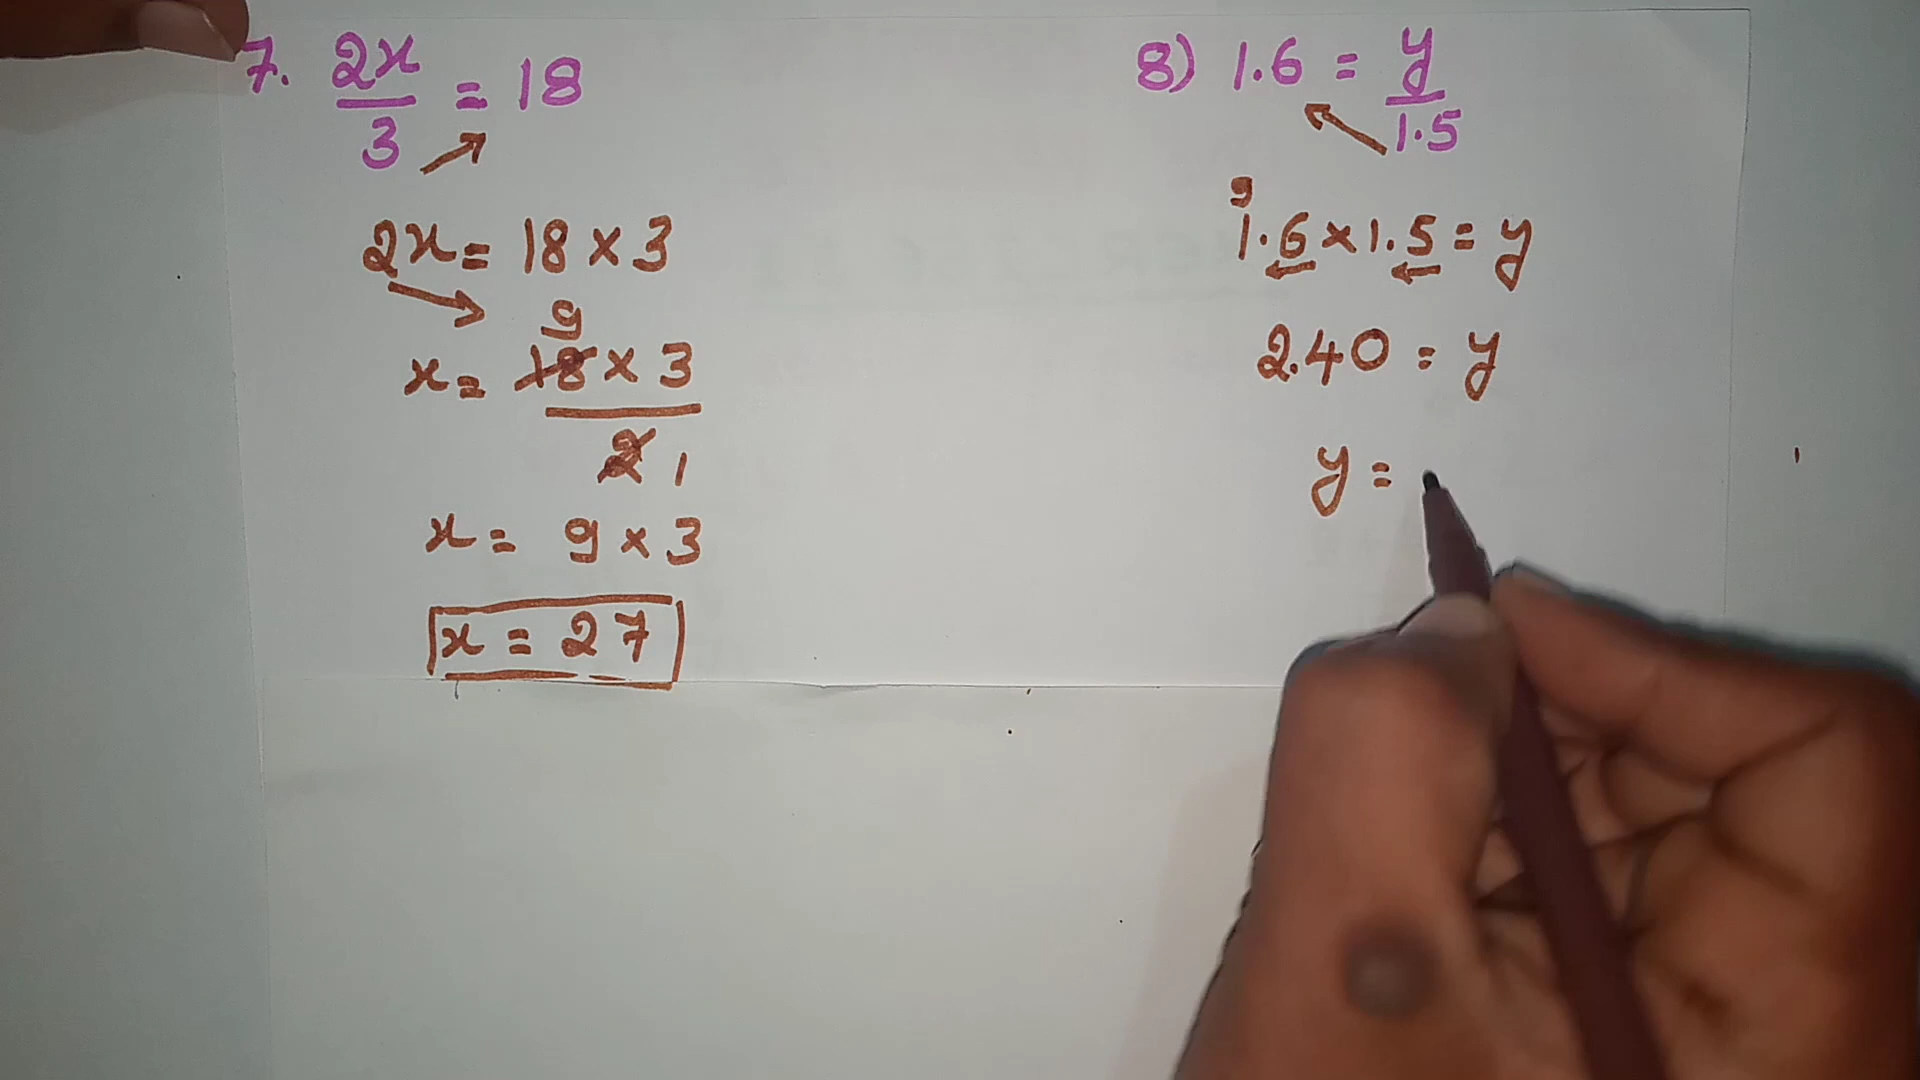 7. 2x/3 = 18
2x = 18 × 3
9
x = 18 × 3
2 1
x = 9 × 3
x = 27
8) 1.6 = y/1.5
1.6 × 1.5 = y
2.40 = y
y =